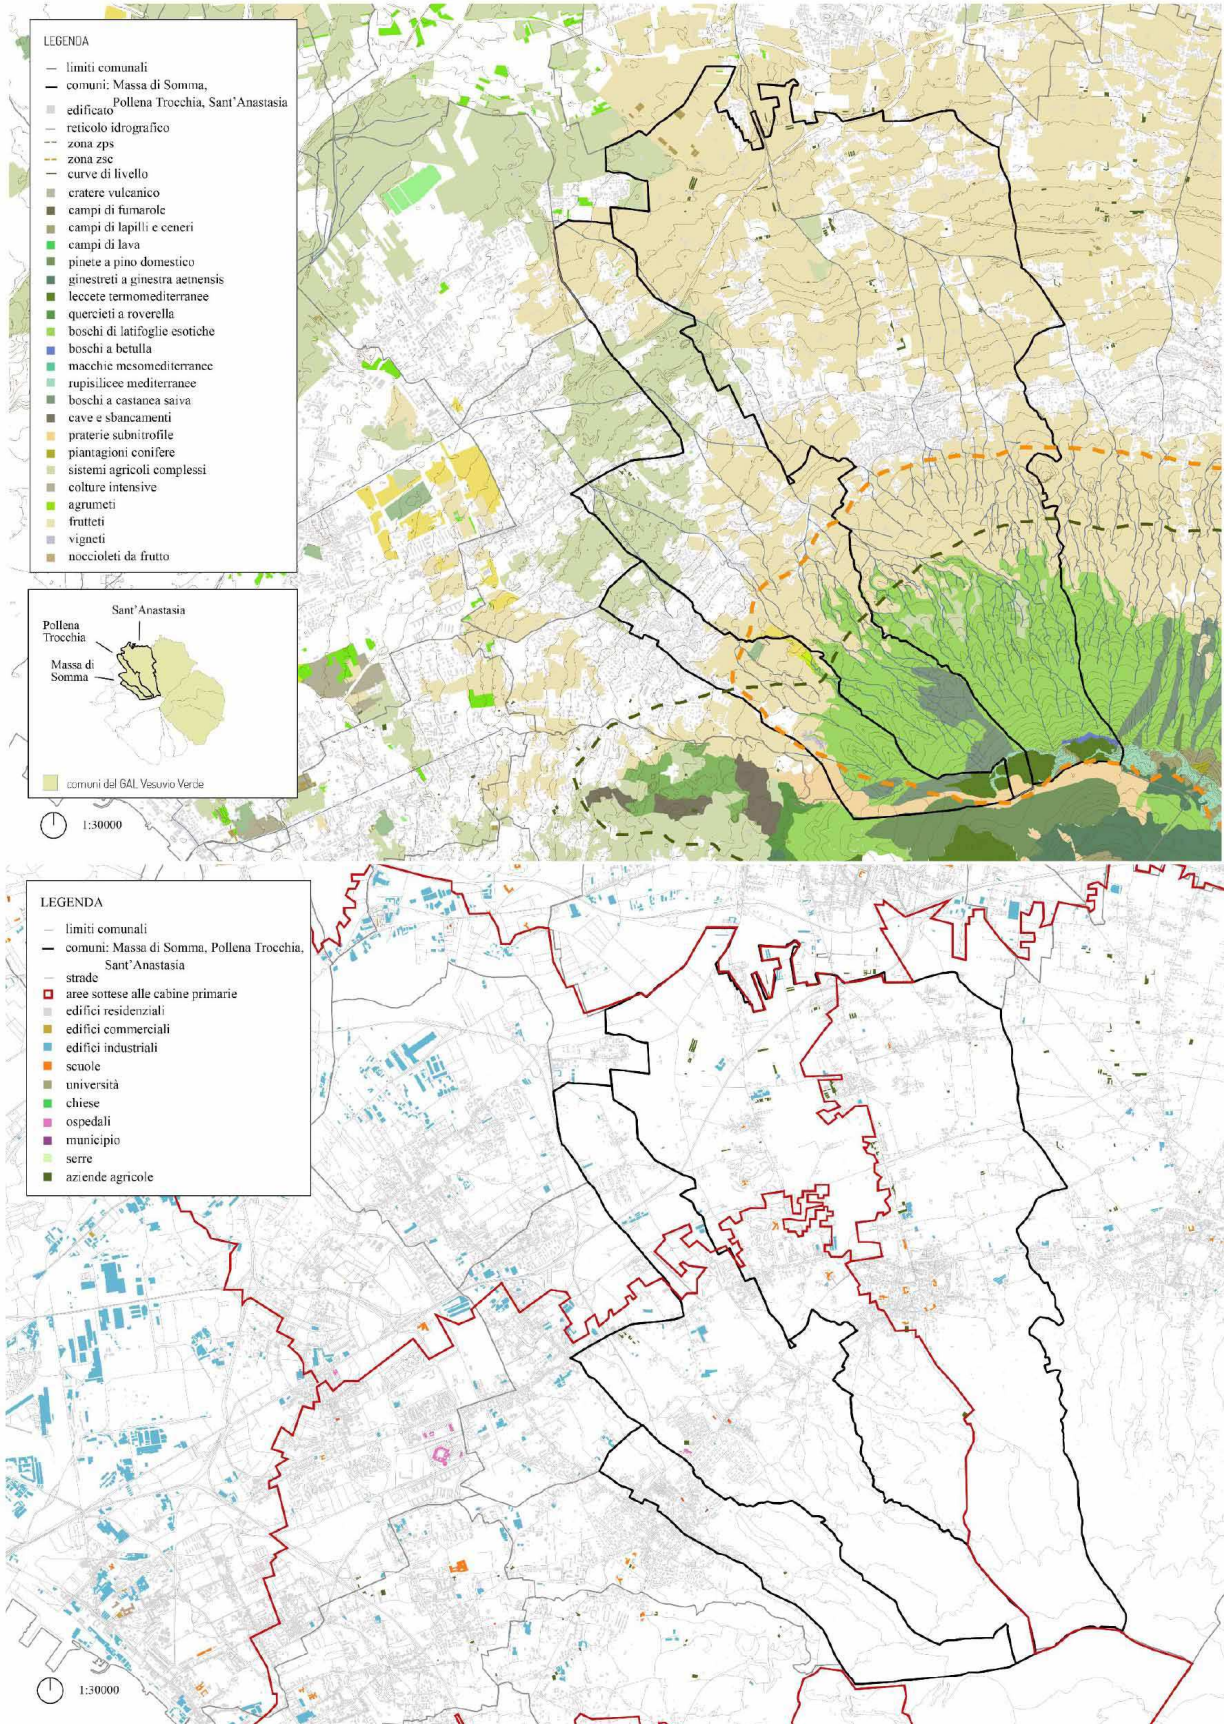 LEGENDA
limiti comunali
comuni: Massa di Somma,
Pollena Trocchia, Sant'Anastasia
edificato
reticolo idrografico
zona zps
zona zsc
curve di livello
cratere vulcanico
campi di fumarole
campi di lapilli e ceneri
campi di lava
pinete a pino domestico
ginestreti a ginestra aetnensis
leccete termomediterranee
querceti a roverella
boschi di latifoglie esotiche
boschi a betulla
macchie mesomediterranee
rupisilicee mediterranee
boschi a castanea saiva
cave e sbancamenti
praterie subnitrofile
piantagioni conifere
sistemi agricoli complessi
colture intensive
agrumeti
frutteti
vigneti
noccioleti da frutto
Sant'Anastasia
Pollena
Trocchia
Massa di
Somma
comuni del GAL Vesuvio Verde
1:30000
LEGENDA
limiti comunali
comuni: Massa di Somma, Pollena Trocchia,
Sant'Anastasia
strade
aree sottese alle cabine primarie
edifici residenziali
edifici commerciali
edifici industriali
scuole
università
chiese
ospedali
municipio
serre
aziende agricole
1:30000